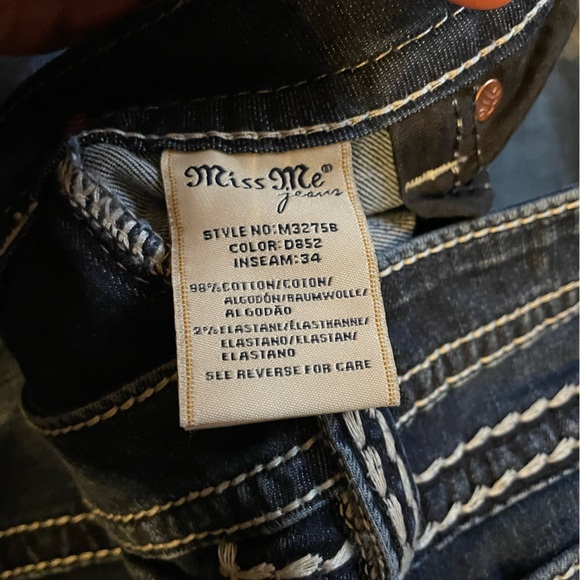 Miss Me®
jeans
STYLE NO:M3275B
COLOR:D852
INSEAM:34
98%COTTON/COTON/
ALGODÓN/BAUMWOLLE/
ALGODÃO
2%ELASTANE/ÉLASTHANNE/
ELASTANO/ELASTAN/
ELASTANO
SEE REVERSE FOR CARE